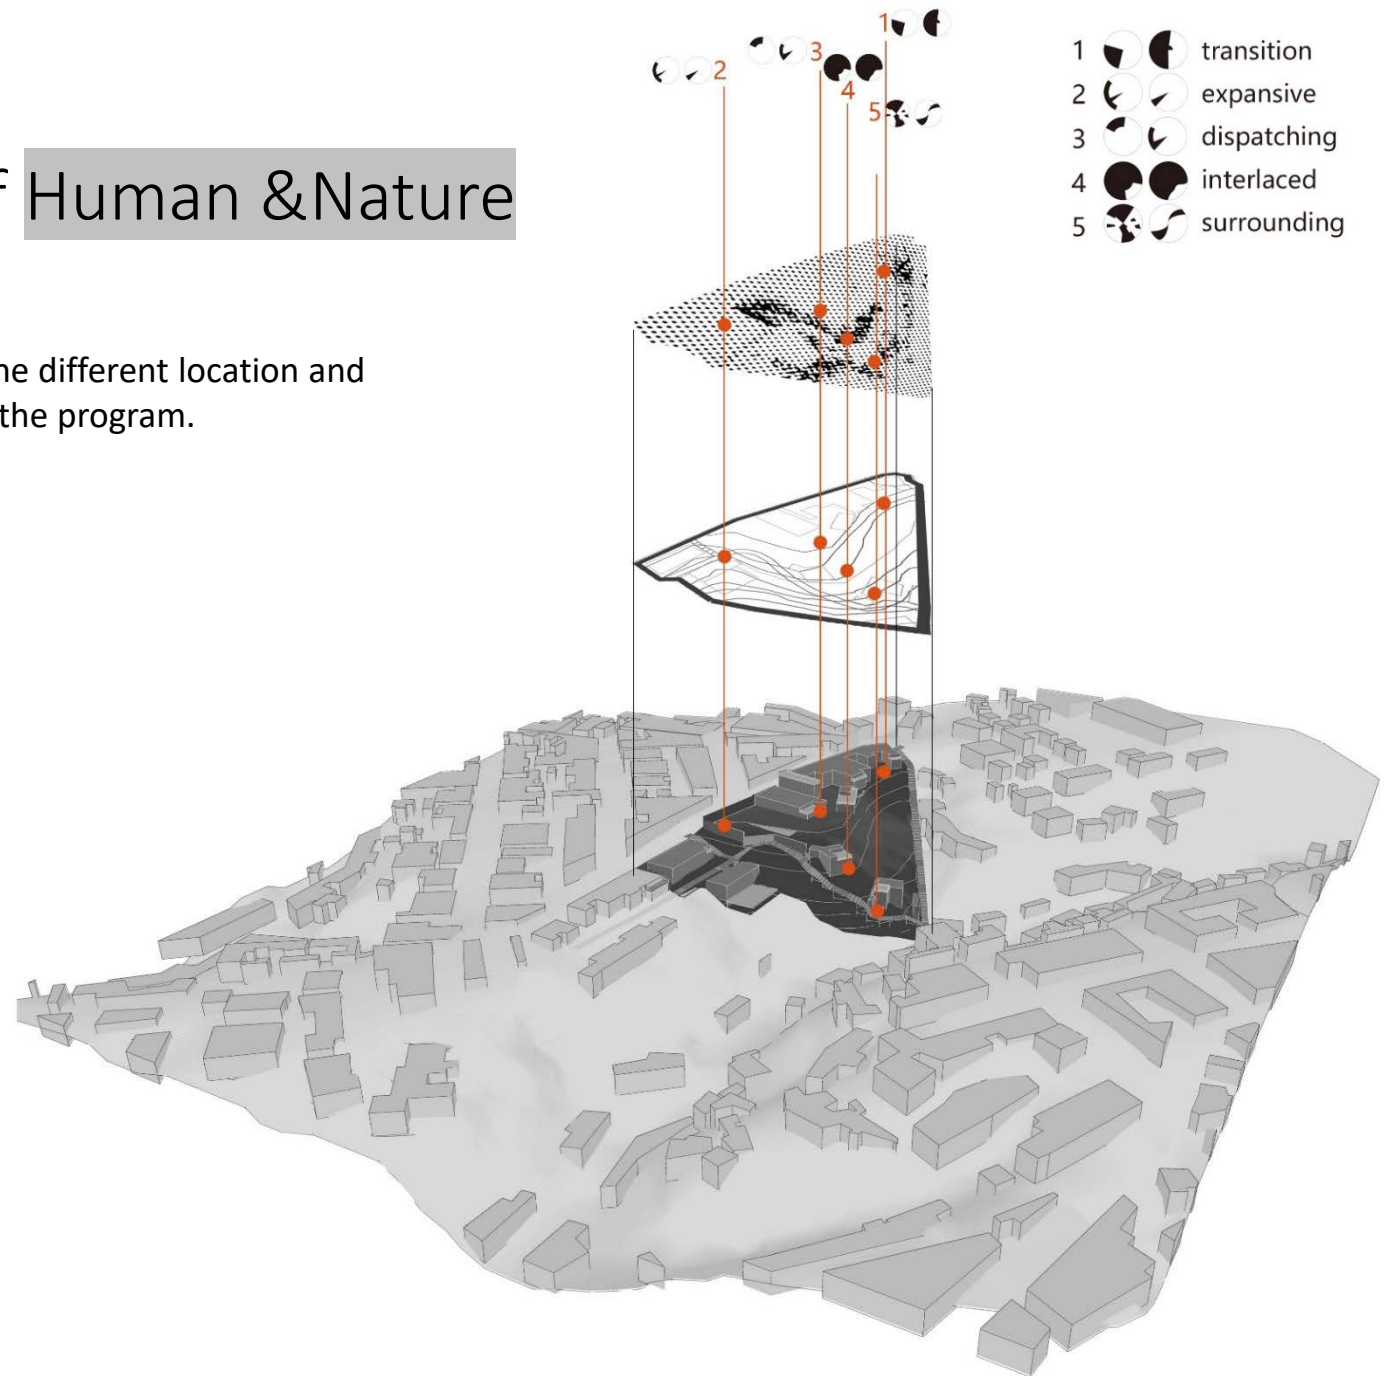 f Human &Nature
ne different location and
the program.
1
2
3
4
5
1 transition
2 expansive
3 dispatching
4 interlaced
5 surrounding